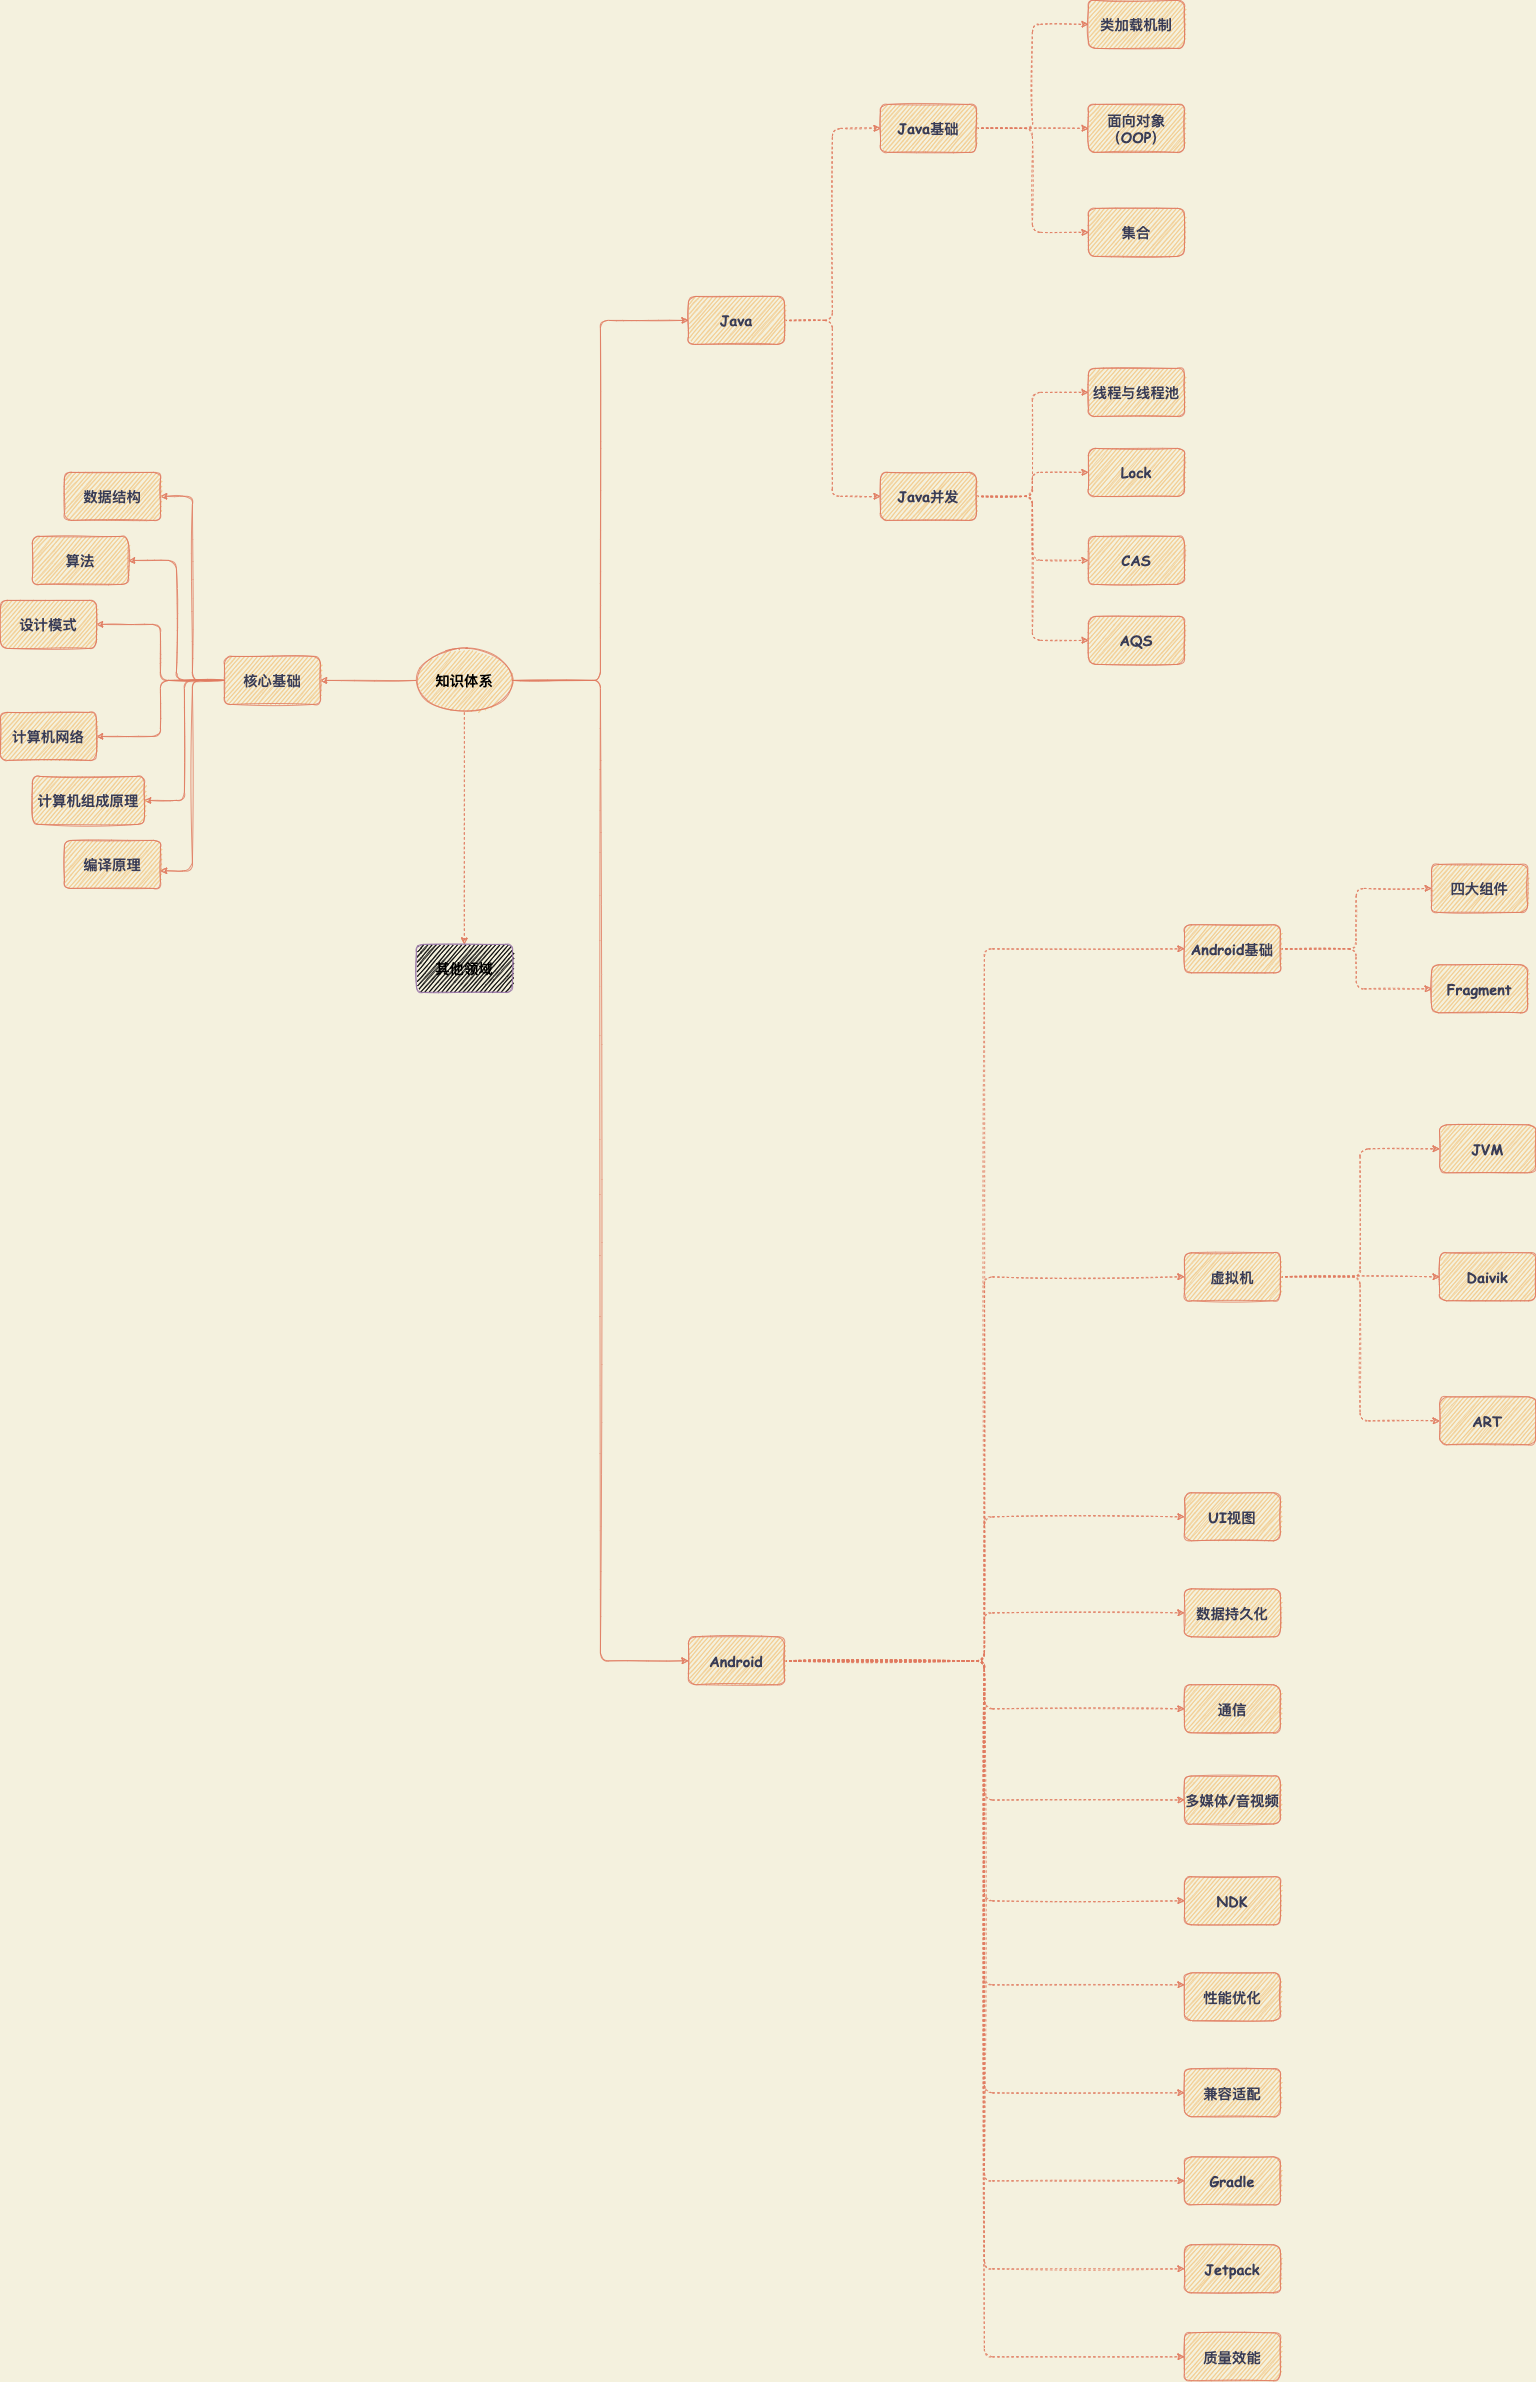 类加载机制
Java基础
面向对象
(OOP)
集合
Java
线程与线程池
Lock
Java并发
CAS
AQS
数据结构
算法
设计模式
核心基础
知识体系
计算机网络
计算机组成原理
编译原理
其他领域
四大组件
Android基础
Fragment
JVM
虚拟机
Daivik
ART
UI视图
数据持久化
Android
通信
多媒体/音视频
NDK
性能优化
兼容适配
Gradle
Jetpack
质量效能